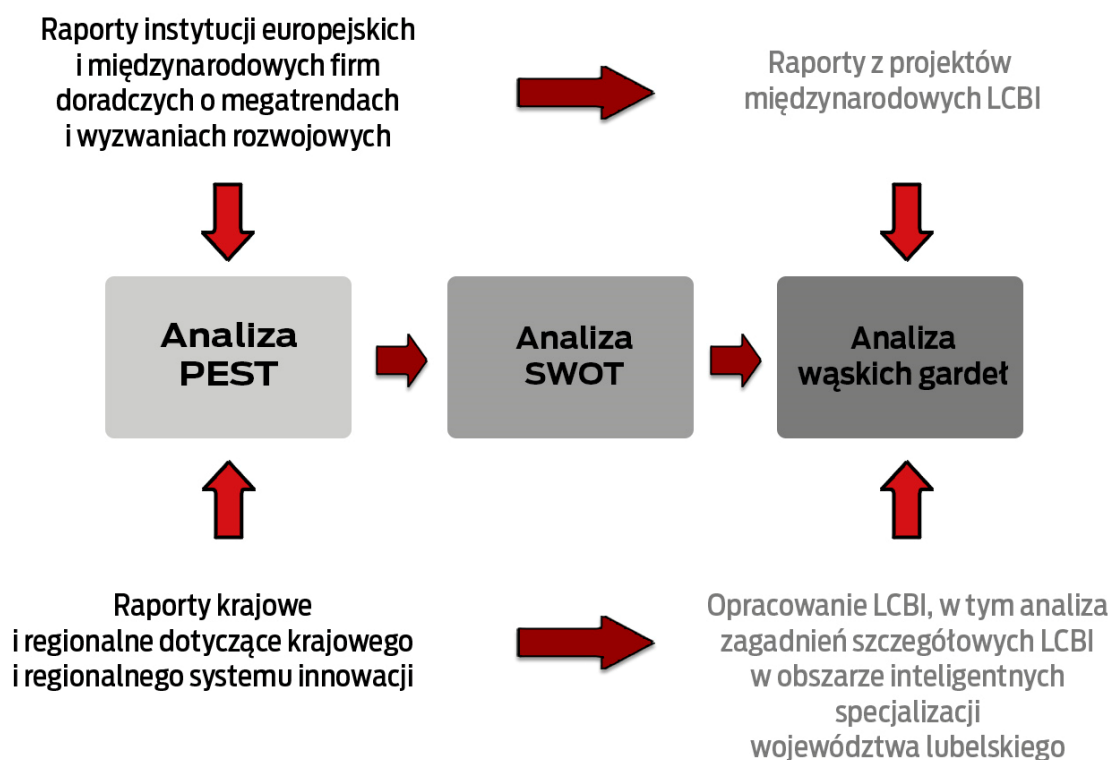 Raporty instytucji europejskich
i międzynarodowych firm
doradczych o megatrendach
i wyzwaniach rozwojowych
Raporty z projektów
międzynarodowych LCBI
Analiza
PEST
Analiza
SWOT
Analiza
wąskich gardeł
Raporty krajowe
i regionalne dotyczące krajowego
i regionalnego systemu innowacji
Opracowanie LCBI, w tym analiza
zagadnień szczegółowych LCBI
w obszarze inteligentnych
specjalizacji
województwa lubelskiego